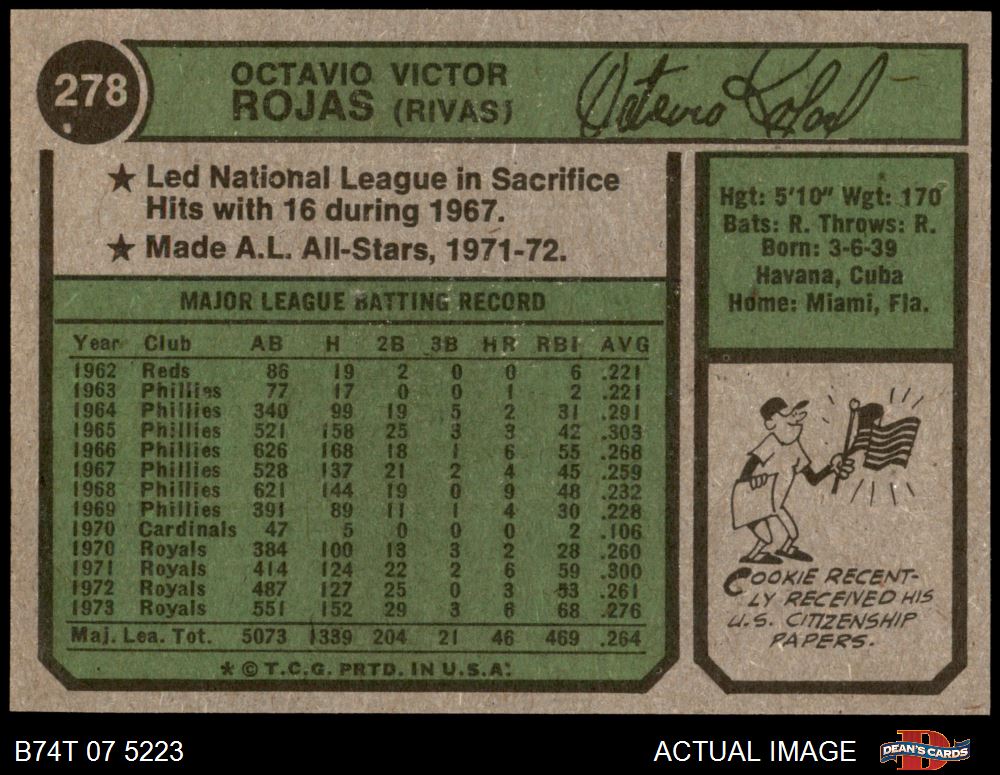 278
OCTAVIO VICTOR
ROJAS (RIVAS)
Octavio Rojas
★ Led National League in Sacrifice
Hits with 16 during 1967.
★ Made A.L. All-Stars, 1971-72.
MAJOR LEAGUE BATTING RECORD
Year Club AB H 2B 3B HR RBI AVG
1962 Reds 86 19 2 0 0 6 .221
1963 Phillies 77 17 0 0 1 2 .221
1964 Phillies 340 99 19 5 2 31 .291
1965 Phillies 521 158 25 3 3 42 .303
1966 Phillies 626 168 18 1 6 55 .268
1967 Phillies 528 137 21 2 4 45 .259
1968 Phillies 621 144 19 0 9 48 .232
1969 Phillies 391 89 11 1 4 30 .228
1970 Cardinals 47 5 0 0 0 2 .106
1970 Royals 384 100 13 3 2 28 .260
1971 Royals 414 124 22 2 6 59 .300
1972 Royals 487 127 25 0 3 53 .261
1973 Royals 551 152 29 3 6 68 .276
Maj. Lea. Tot. 5073 1339 204 21 46 469 .264
* © T.C.G. PRTD. IN U.S.A.
Hgt: 5'10" Wgt: 170
Bats: R. Throws: R.
Born: 3-6-39
Havana, Cuba
Home: Miami, Fla.
COOKIE RECENT-
LY RECEIVED HIS
U.S. CITIZENSHIP
PAPERS.
B74T 07 5223
ACTUAL IMAGE
DEAN'S CARDS